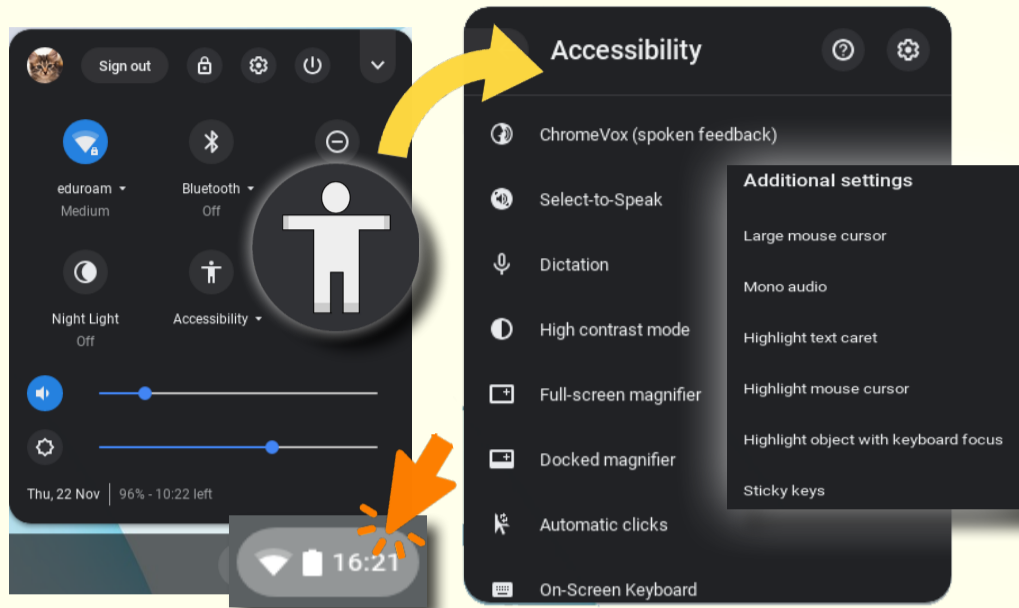 Sign out
eduroam
Medium
Bluetooth
Off
Night Light
Off
Accessibility
Thu, 22 Nov
96% - 10:22 left
16:21
Accessibility
ChromeVox (spoken feedback)
Select-to-Speak
Dictation
High contrast mode
Full-screen magnifier
Docked magnifier
Automatic clicks
On-Screen Keyboard
Additional settings
Large mouse cursor
Mono audio
Highlight text caret
Highlight mouse cursor
Highlight object with keyboard focus
Sticky keys